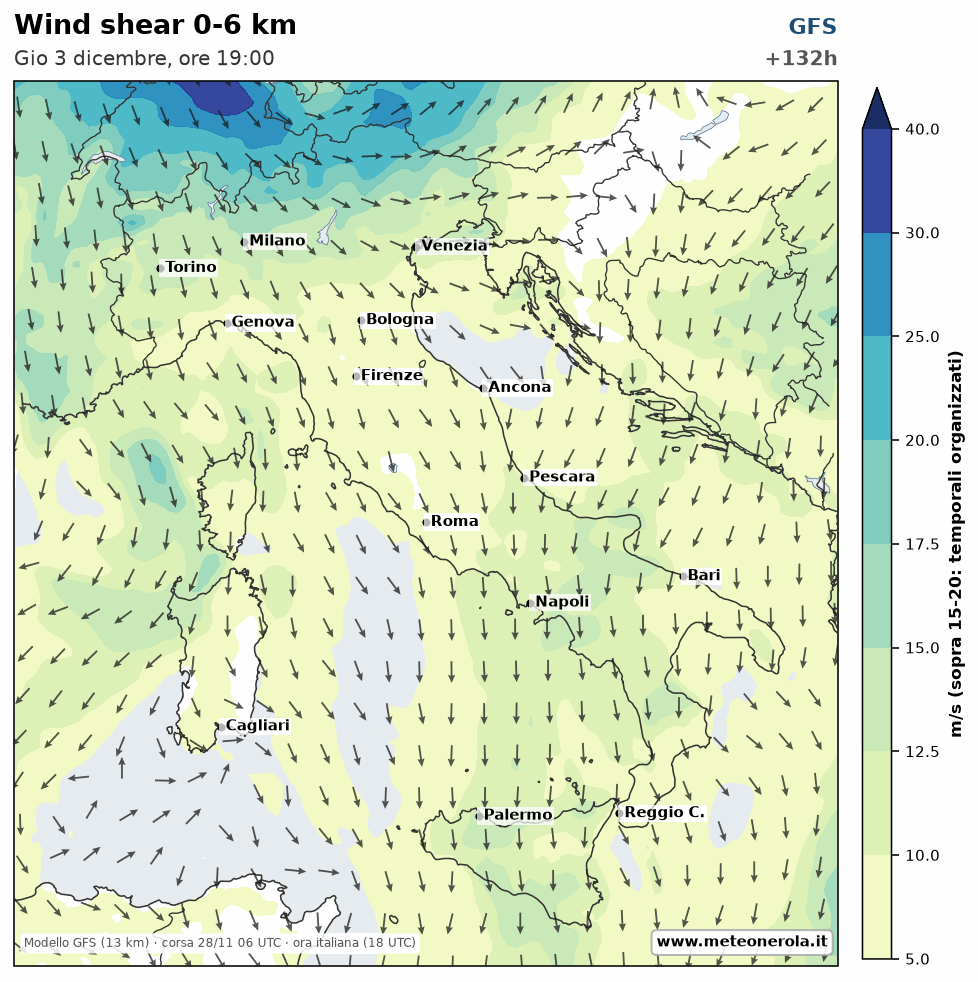 Wind shear 0-6 km
GFS
Gio 3 dicembre, ore 19:00
+132h
40.0
30.0
25.0
20.0
17.5
15.0
12.5
10.0
5.0
m/s (sopra 15-20: temporali organizzati)
Milano
Venezia
Torino
Genova
Bologna
Firenze
Ancona
Pescara
Roma
Bari
Napoli
Cagliari
Palermo
Reggio C.
Modello GFS (13 km) · corsa 28/11 06 UTC · ora italiana (18 UTC)
www.meteonerola.it